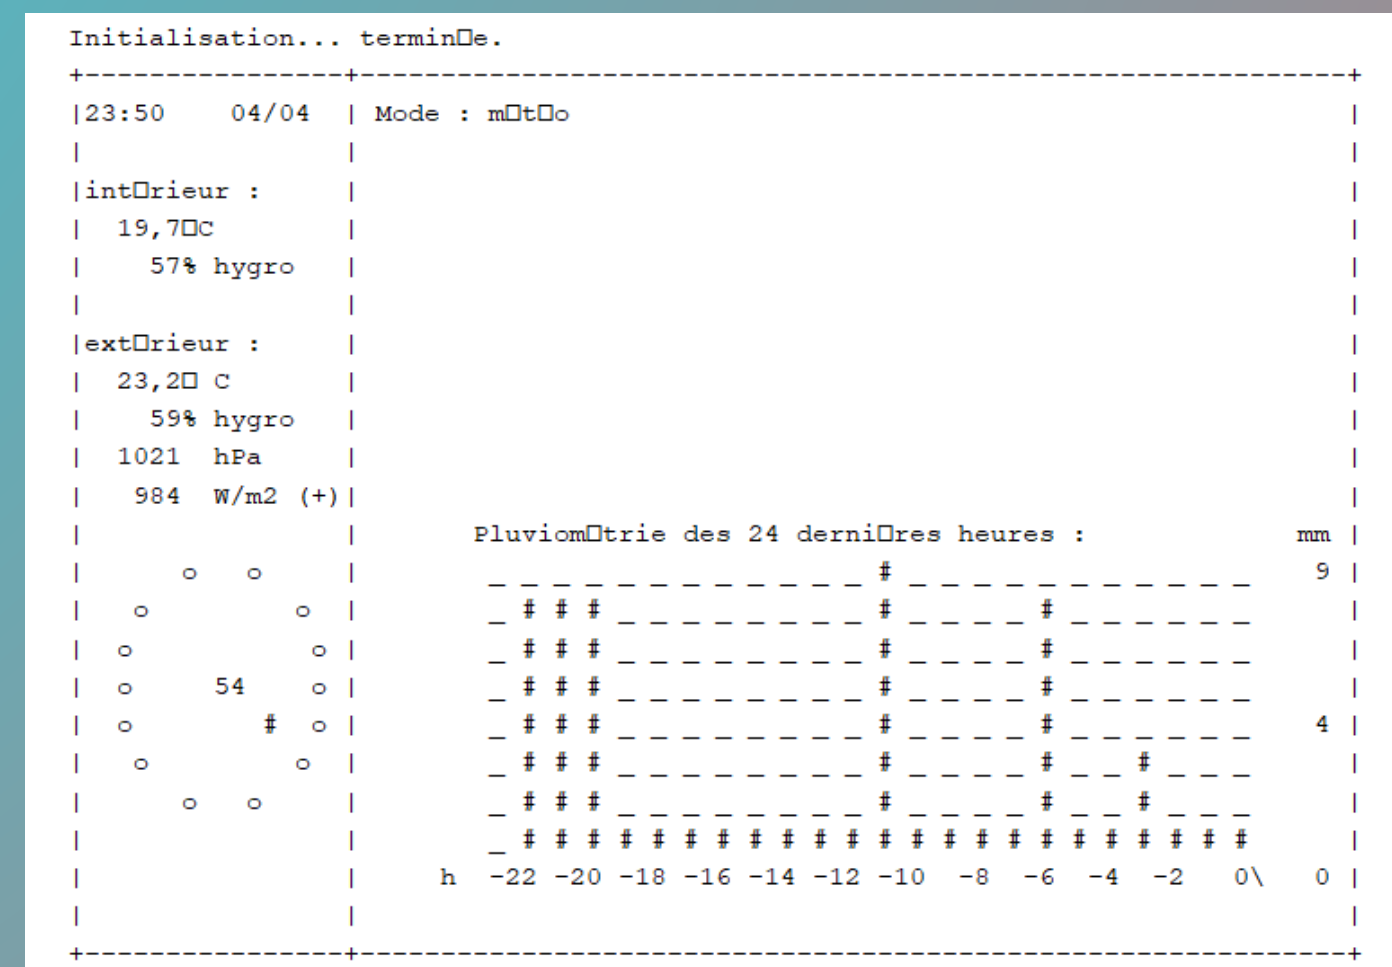 Initialisation... termin□e.
+----------------+--------------------------------------------------------------+
|23:50    04/04  | Mode : m□t□o                                                 |
|                |                                                              |
|int□rieur :     |                                                              |
|  19,7□C        |                                                              |
|    57% hygro   |                                                              |
|                |                                                              |
|ext□rieur :     |                                                              |
|  23,2□ C       |                                                              |
|    59% hygro   |                                                              |
|  1021  hPa     |                                                              |
|   984  W/m2 (+)|                                                              |
|                |       Pluviom□trie des 24 derni□res heures :             mm |
|      o   o     |        _ _ _ _ _ _ _ _ _ _ _ _ # _ _ _ _ _ _ _ _ _ _ _    9 |
|   o         o  |        _ # # # _ _ _ _ _ _ _ _ # _ _ _ _ # _ _ _ _ _ _      |
|  o           o |        _ # # # _ _ _ _ _ _ _ _ # _ _ _ _ # _ _ _ _ _ _      |
|  o     54    o |        _ # # # _ _ _ _ _ _ _ _ # _ _ _ _ # _ _ _ _ _ _      |
|  o        #  o |        _ # # # _ _ _ _ _ _ _ _ # _ _ _ _ # _ _ _ _ _ _    4 |
|   o         o  |        _ # # # _ _ _ _ _ _ _ _ # _ _ _ _ # _ _ # _ _ _      |
|      o   o     |        _ # # # _ _ _ _ _ _ _ _ # _ _ _ _ # _ _ # _ _ _      |
|                |        _ # # # # # # # # # # # # # # # # # # # # # # #      |
|                |     h  -22 -20 -18 -16 -14 -12 -10  -8  -6  -4  -2   0\   0 |
|                |                                                              |
+----------------+--------------------------------------------------------------+